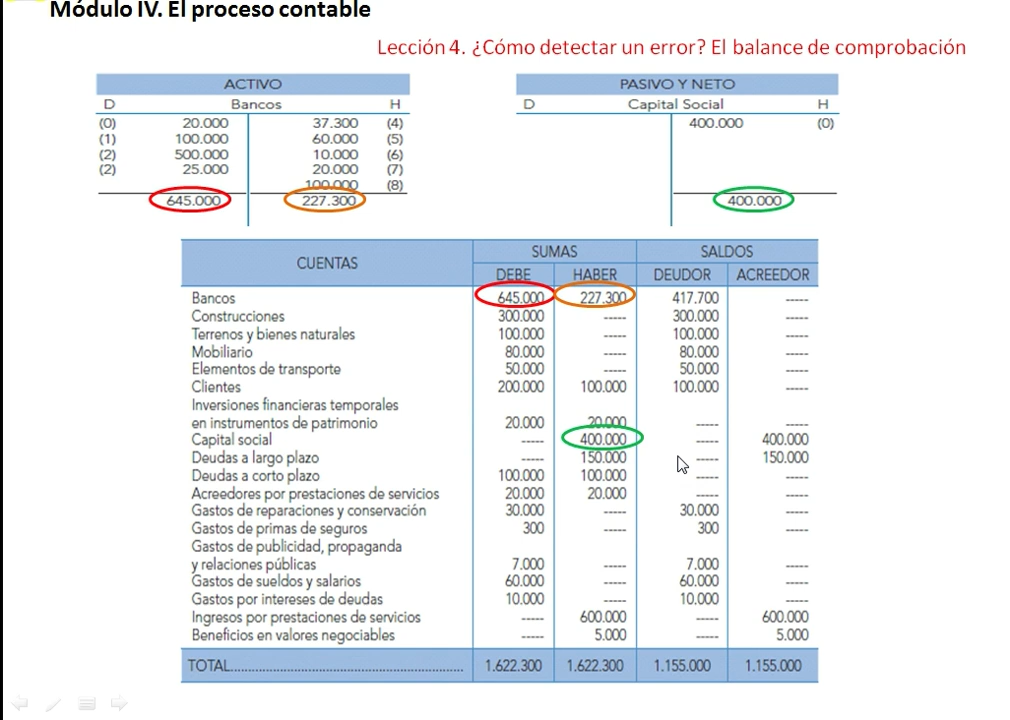 Módulo IV. El proceso contable
Lección 4. ¿Cómo detectar un error? El balance de comprobación
ACTIVO
D Bancos H
(0) 20.000 37.300 (4)
(1) 100.000 60.000 (5)
(2) 500.000 10.000 (6)
(2) 25.000 20.000 (7)
100.000 (8)
645.000 227.300
PASIVO Y NETO
D Capital Social H
400.000 (0)
400.000
CUENTAS SUMAS SALDOS
DEBE HABER DEUDOR ACREEDOR
Bancos 645.000 227.300 417.700 -----
Construcciones 300.000 ----- 300.000 -----
Terrenos y bienes naturales 100.000 ----- 100.000 -----
Mobiliario 80.000 ----- 80.000 -----
Elementos de transporte 50.000 ----- 50.000 -----
Clientes 200.000 100.000 100.000 -----
Inversiones financieras temporales
en instrumentos de patrimonio 20.000 20.000 ----- -----
Capital social ----- 400.000 ----- 400.000
Deudas a largo plazo ----- 150.000 ----- 150.000
Deudas a corto plazo 100.000 100.000 ----- -----
Acreedores por prestaciones de servicios 20.000 20.000 ----- -----
Gastos de reparaciones y conservación 30.000 ----- 30.000 -----
Gastos de primas de seguros 300 ----- 300 -----
Gastos de publicidad, propaganda
y relaciones públicas 7.000 ----- 7.000 -----
Gastos de sueldos y salarios 60.000 ----- 60.000 -----
Gastos por intereses de deudas 10.000 ----- 10.000 -----
Ingresos por prestaciones de servicios ----- 600.000 ----- 600.000
Beneficios en valores negociables ----- 5.000 ----- 5.000
TOTAL........................................................... 1.622.300 1.622.300 1.155.000 1.155.000